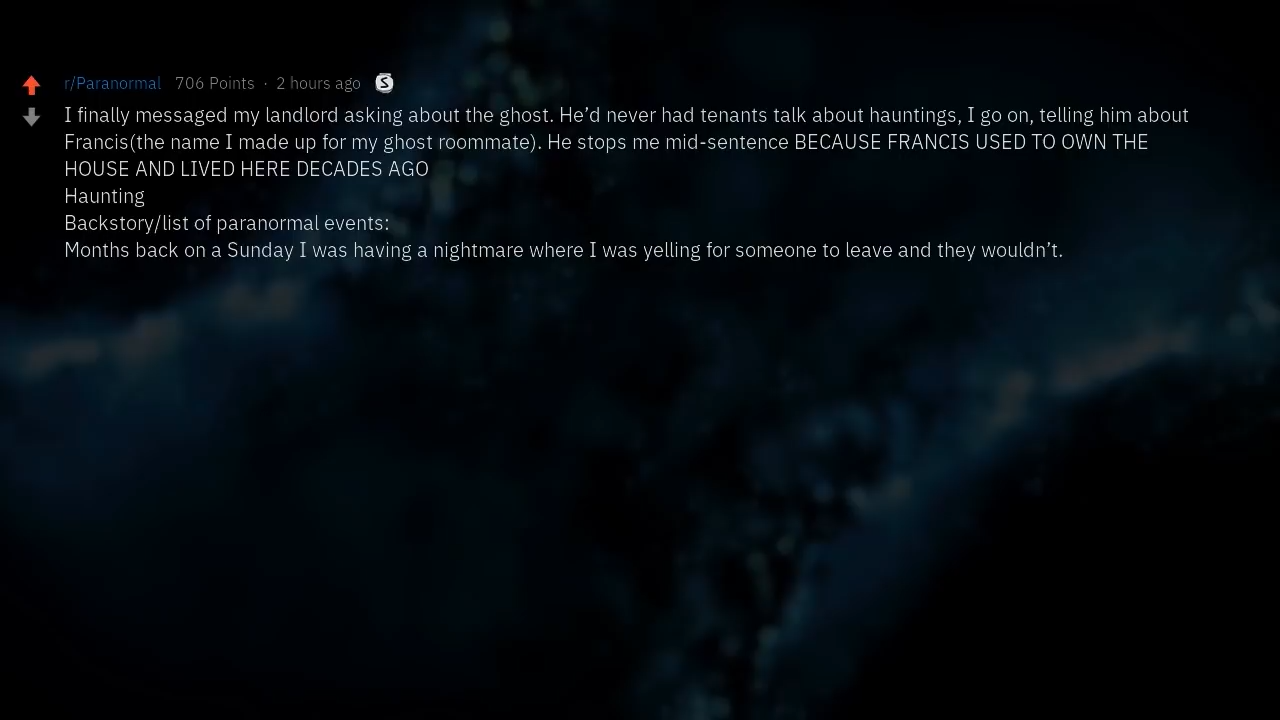 r/Paranormal 706 Points · 2 hours ago S
I finally messaged my landlord asking about the ghost. He’d never had tenants talk about hauntings, I go on, telling him about
Francis(the name I made up for my ghost roommate). He stops me mid-sentence BECAUSE FRANCIS USED TO OWN THE
HOUSE AND LIVED HERE DECADES AGO
Haunting
Backstory/list of paranormal events:
Months back on a Sunday I was having a nightmare where I was yelling for someone to leave and they wouldn’t.